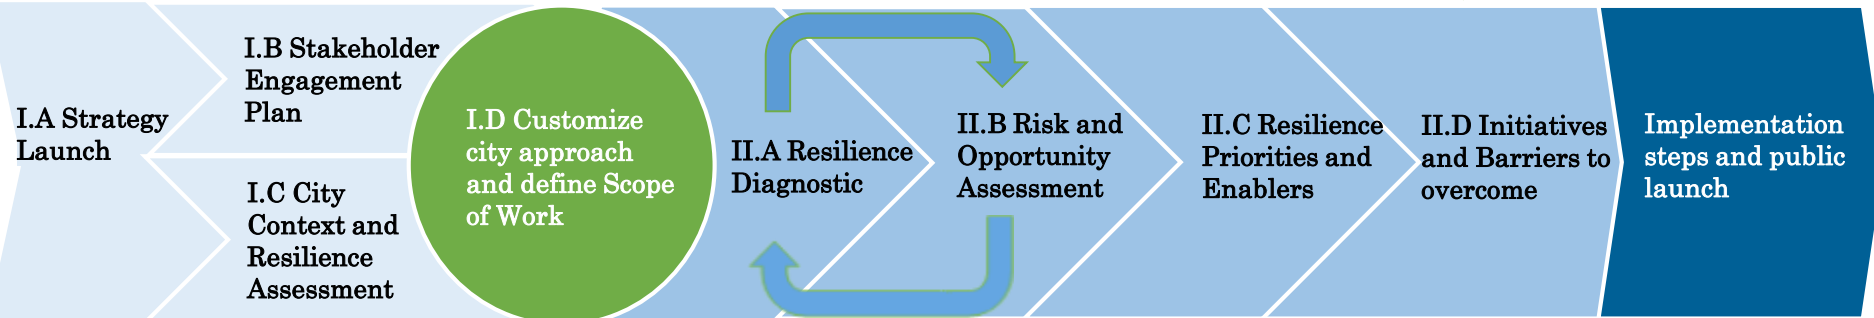 I.A Strategy
Launch
I.B Stakeholder
Engagement
Plan
I.C City
Context and
Resilience
Assessment
I.D Customize
city approach
and define Scope
of Work
II.A Resilience
Diagnostic
II.B Risk and
Opportunity
Assessment
II.C Resilience
Priorities and
Enablers
II.D Initiatives
and Barriers to
overcome
Implementation
steps and public
launch